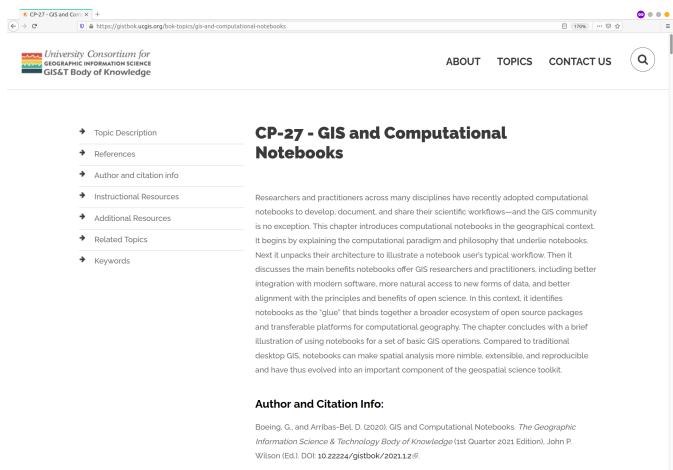 CP-27 - GIS and Com
https://gistbok.ucgis.org/bok-topics/gis-and-computational-notebooks
170%
University Consortium for
GEOGRAPHIC INFORMATION SCIENCE
GIS&T Body of Knowledge
ABOUT TOPICS CONTACT US
Topic Description
References
Author and citation info
Instructional Resources
Additional Resources
Related Topics
Keywords
CP-27 - GIS and Computational
Notebooks
Researchers and practitioners across many disciplines have recently adopted computational
notebooks to develop, document, and share their scientific workflows—and the GIS community
is no exception. This chapter introduces computational notebooks in the geographical context.
It begins by explaining the computational paradigm and philosophy that underlie notebooks.
Next it unpacks their architecture to illustrate a notebook user's typical workflow. Then it
discusses the main benefits notebooks offer GIS researchers and practitioners, including better
integration with modern software, more natural access to new forms of data, and better
alignment with the principles and benefits of open science. In this context, it identifies
notebooks as the "glue" that binds together a broader ecosystem of open source packages
and transferable platforms for computational geography. The chapter concludes with a brief
illustration of using notebooks for a set of basic GIS operations. Compared to traditional
desktop GIS, notebooks can make spatial analysis more nimble, extensible, and reproducible
and have thus evolved into an important component of the geospatial science toolkit.
Author and Citation Info:
Boeing, G., and Arribas-Bel, D. (2020). GIS and Computational Notebooks. The Geographic
Information Science & Technology Body of Knowledge (1st Quarter 2021 Edition), John P.
Wilson (Ed.). DOI: 10.22224/gistbok/2021.1.2